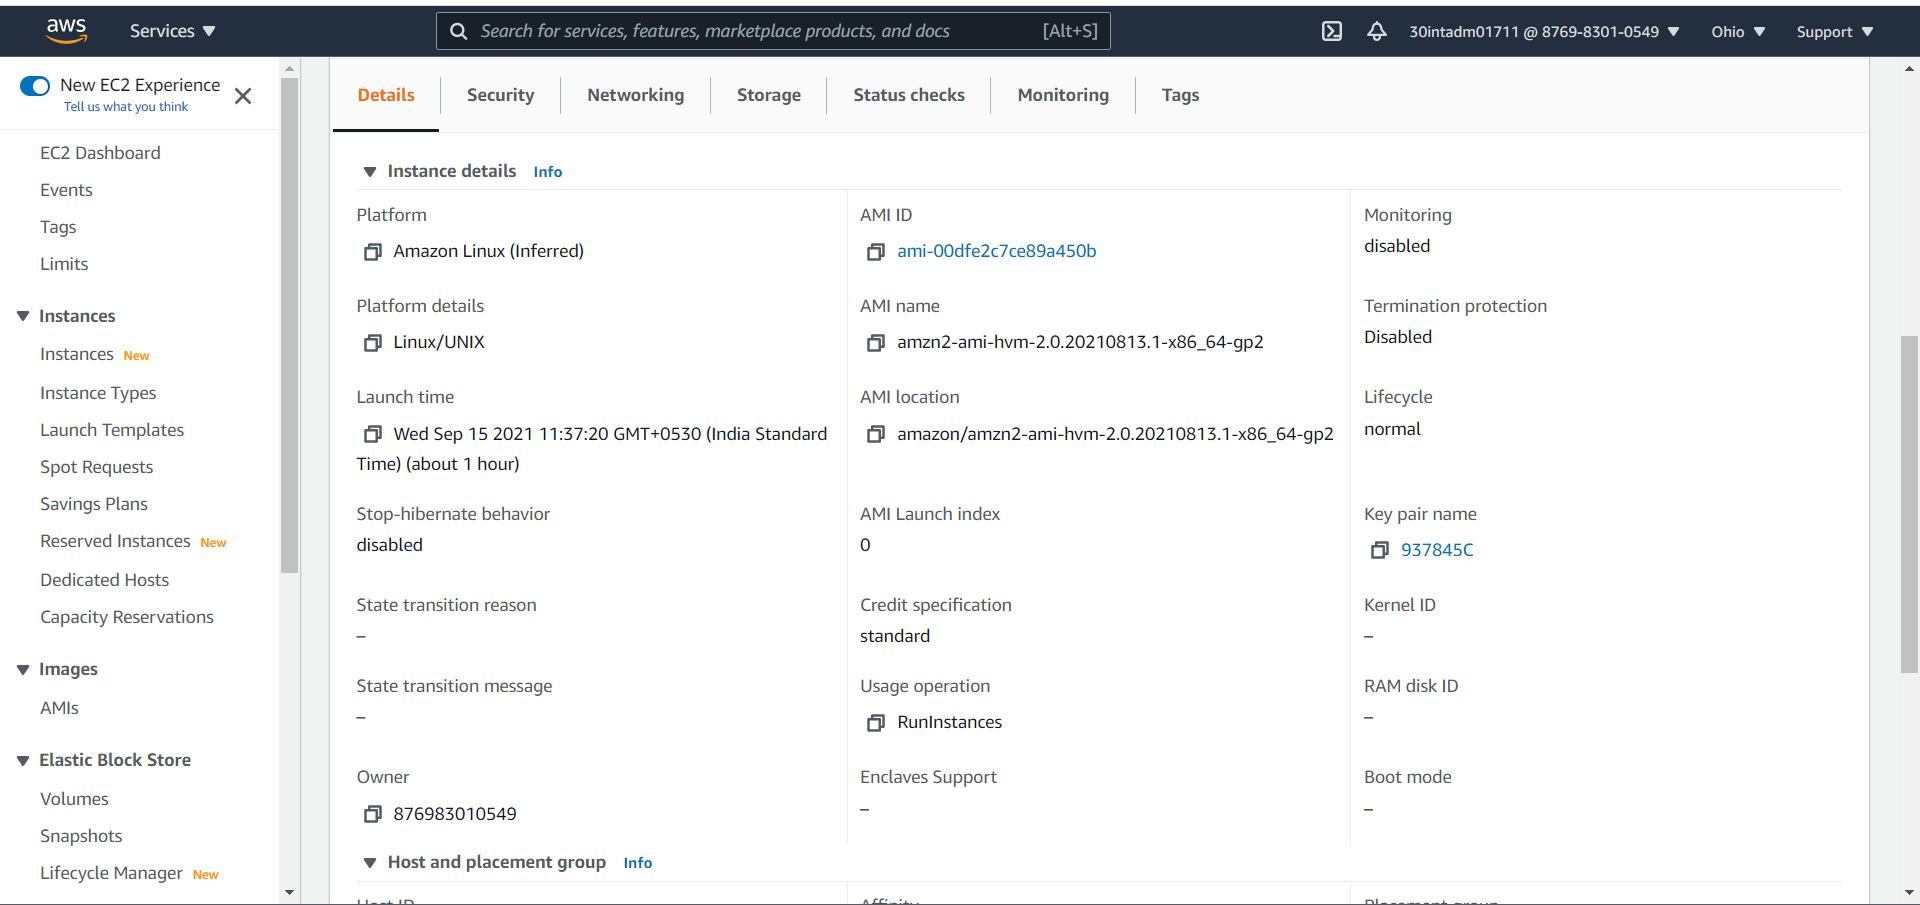 aws
Services
Search for services, features, marketplace products, and docs [Alt+S]
30intadm01711 @ 8769-8301-0549
Ohio
Support
New EC2 Experience
Tell us what you think
EC2 Dashboard
Events
Tags
Limits
Instances
Instances New
Instance Types
Launch Templates
Spot Requests
Savings Plans
Reserved Instances New
Dedicated Hosts
Capacity Reservations
Images
AMIs
Elastic Block Store
Volumes
Snapshots
Lifecycle Manager New
Details Security Networking Storage Status checks Monitoring Tags
Instance details Info
Platform
Amazon Linux (Inferred)
AMI ID
ami-00dfe2c7ce89a450b
Monitoring
disabled
Platform details
Linux/UNIX
AMI name
amzn2-ami-hvm-2.0.20210813.1-x86_64-gp2
Termination protection
Disabled
Launch time
Wed Sep 15 2021 11:37:20 GMT+0530 (India Standard
Time) (about 1 hour)
AMI location
amazon/amzn2-ami-hvm-2.0.20210813.1-x86_64-gp2
Lifecycle
normal
Stop-hibernate behavior
disabled
AMI Launch index
0
Key pair name
937845C
State transition reason
–
Credit specification
standard
Kernel ID
–
State transition message
–
Usage operation
RunInstances
RAM disk ID
–
Owner
876983010549
Enclaves Support
–
Boot mode
–
Host and placement group Info
Host ID
Affinity
Placement group